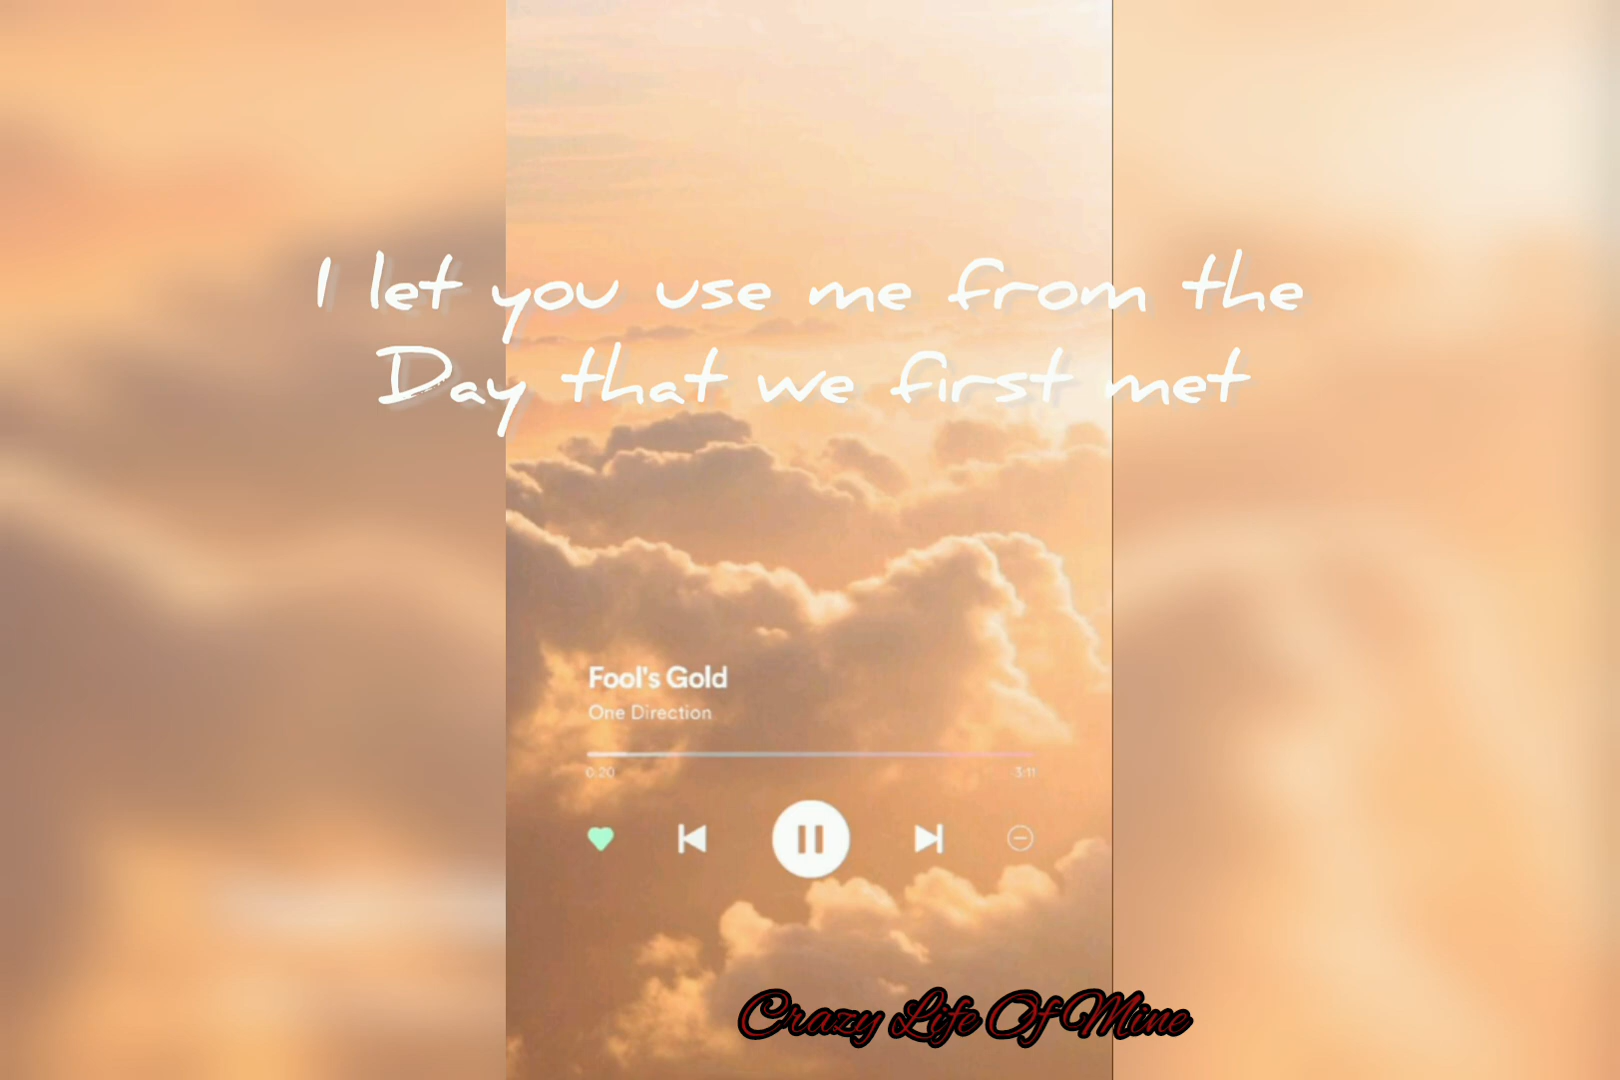 I let you use me from the
Day that we first met
Fool's Gold
One Direction
0:20 3:11
Crazy Life Of Mine